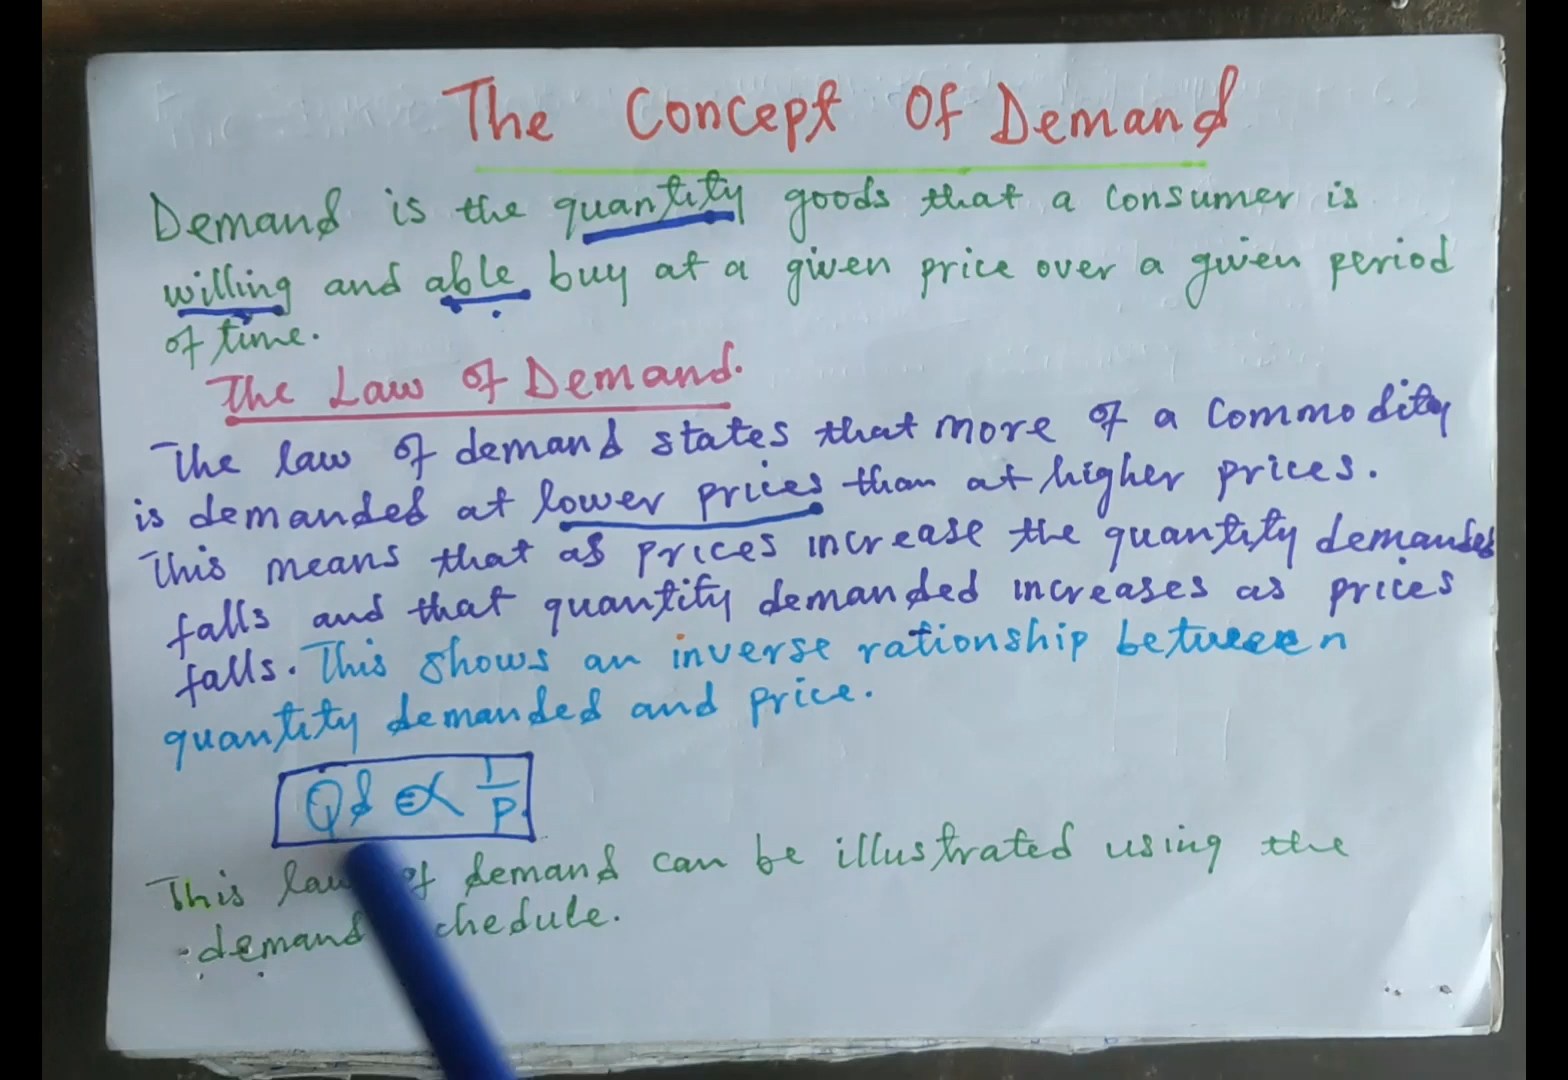 The Concept Of Demand
Demand is the quantity goods that a consumer is
willing and able buy at a given price over a given period
of time.
The Law of Demand.
The law of demand states that more of a commodity
is demanded at lower prices than at higher prices.
This means that as prices increase the quantity demanded
falls and that quantity demanded increases as prices
falls. This shows an inverse rationship between
quantity demanded and price.
Qd ∝ 1/P
This law of demand can be illustrated using the
demand chedule.